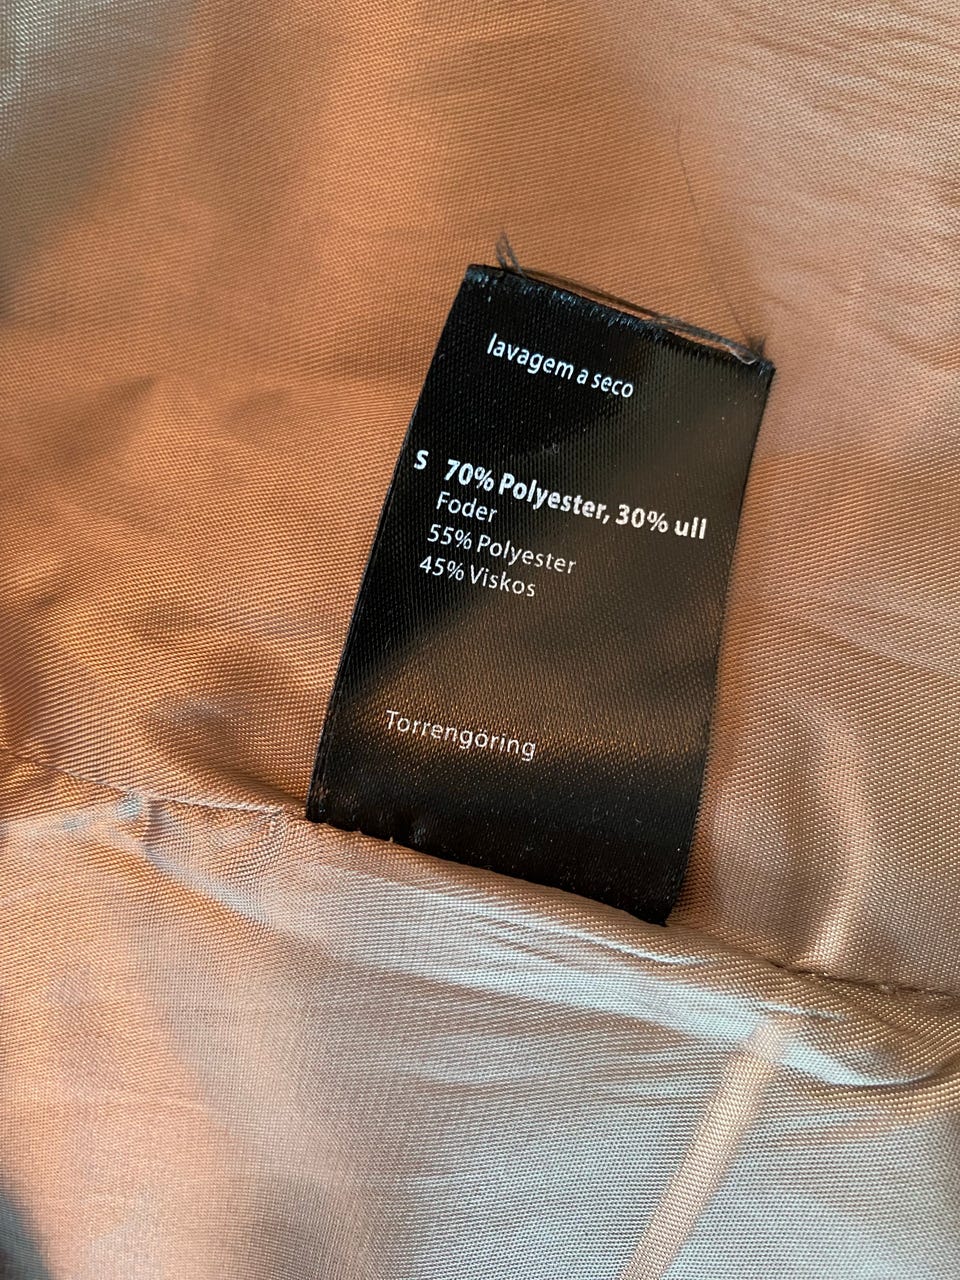 lavagem a seco
S 70% Polyester, 30% ull
Foder
55% Polyester
45% Viskos
Torrengöring